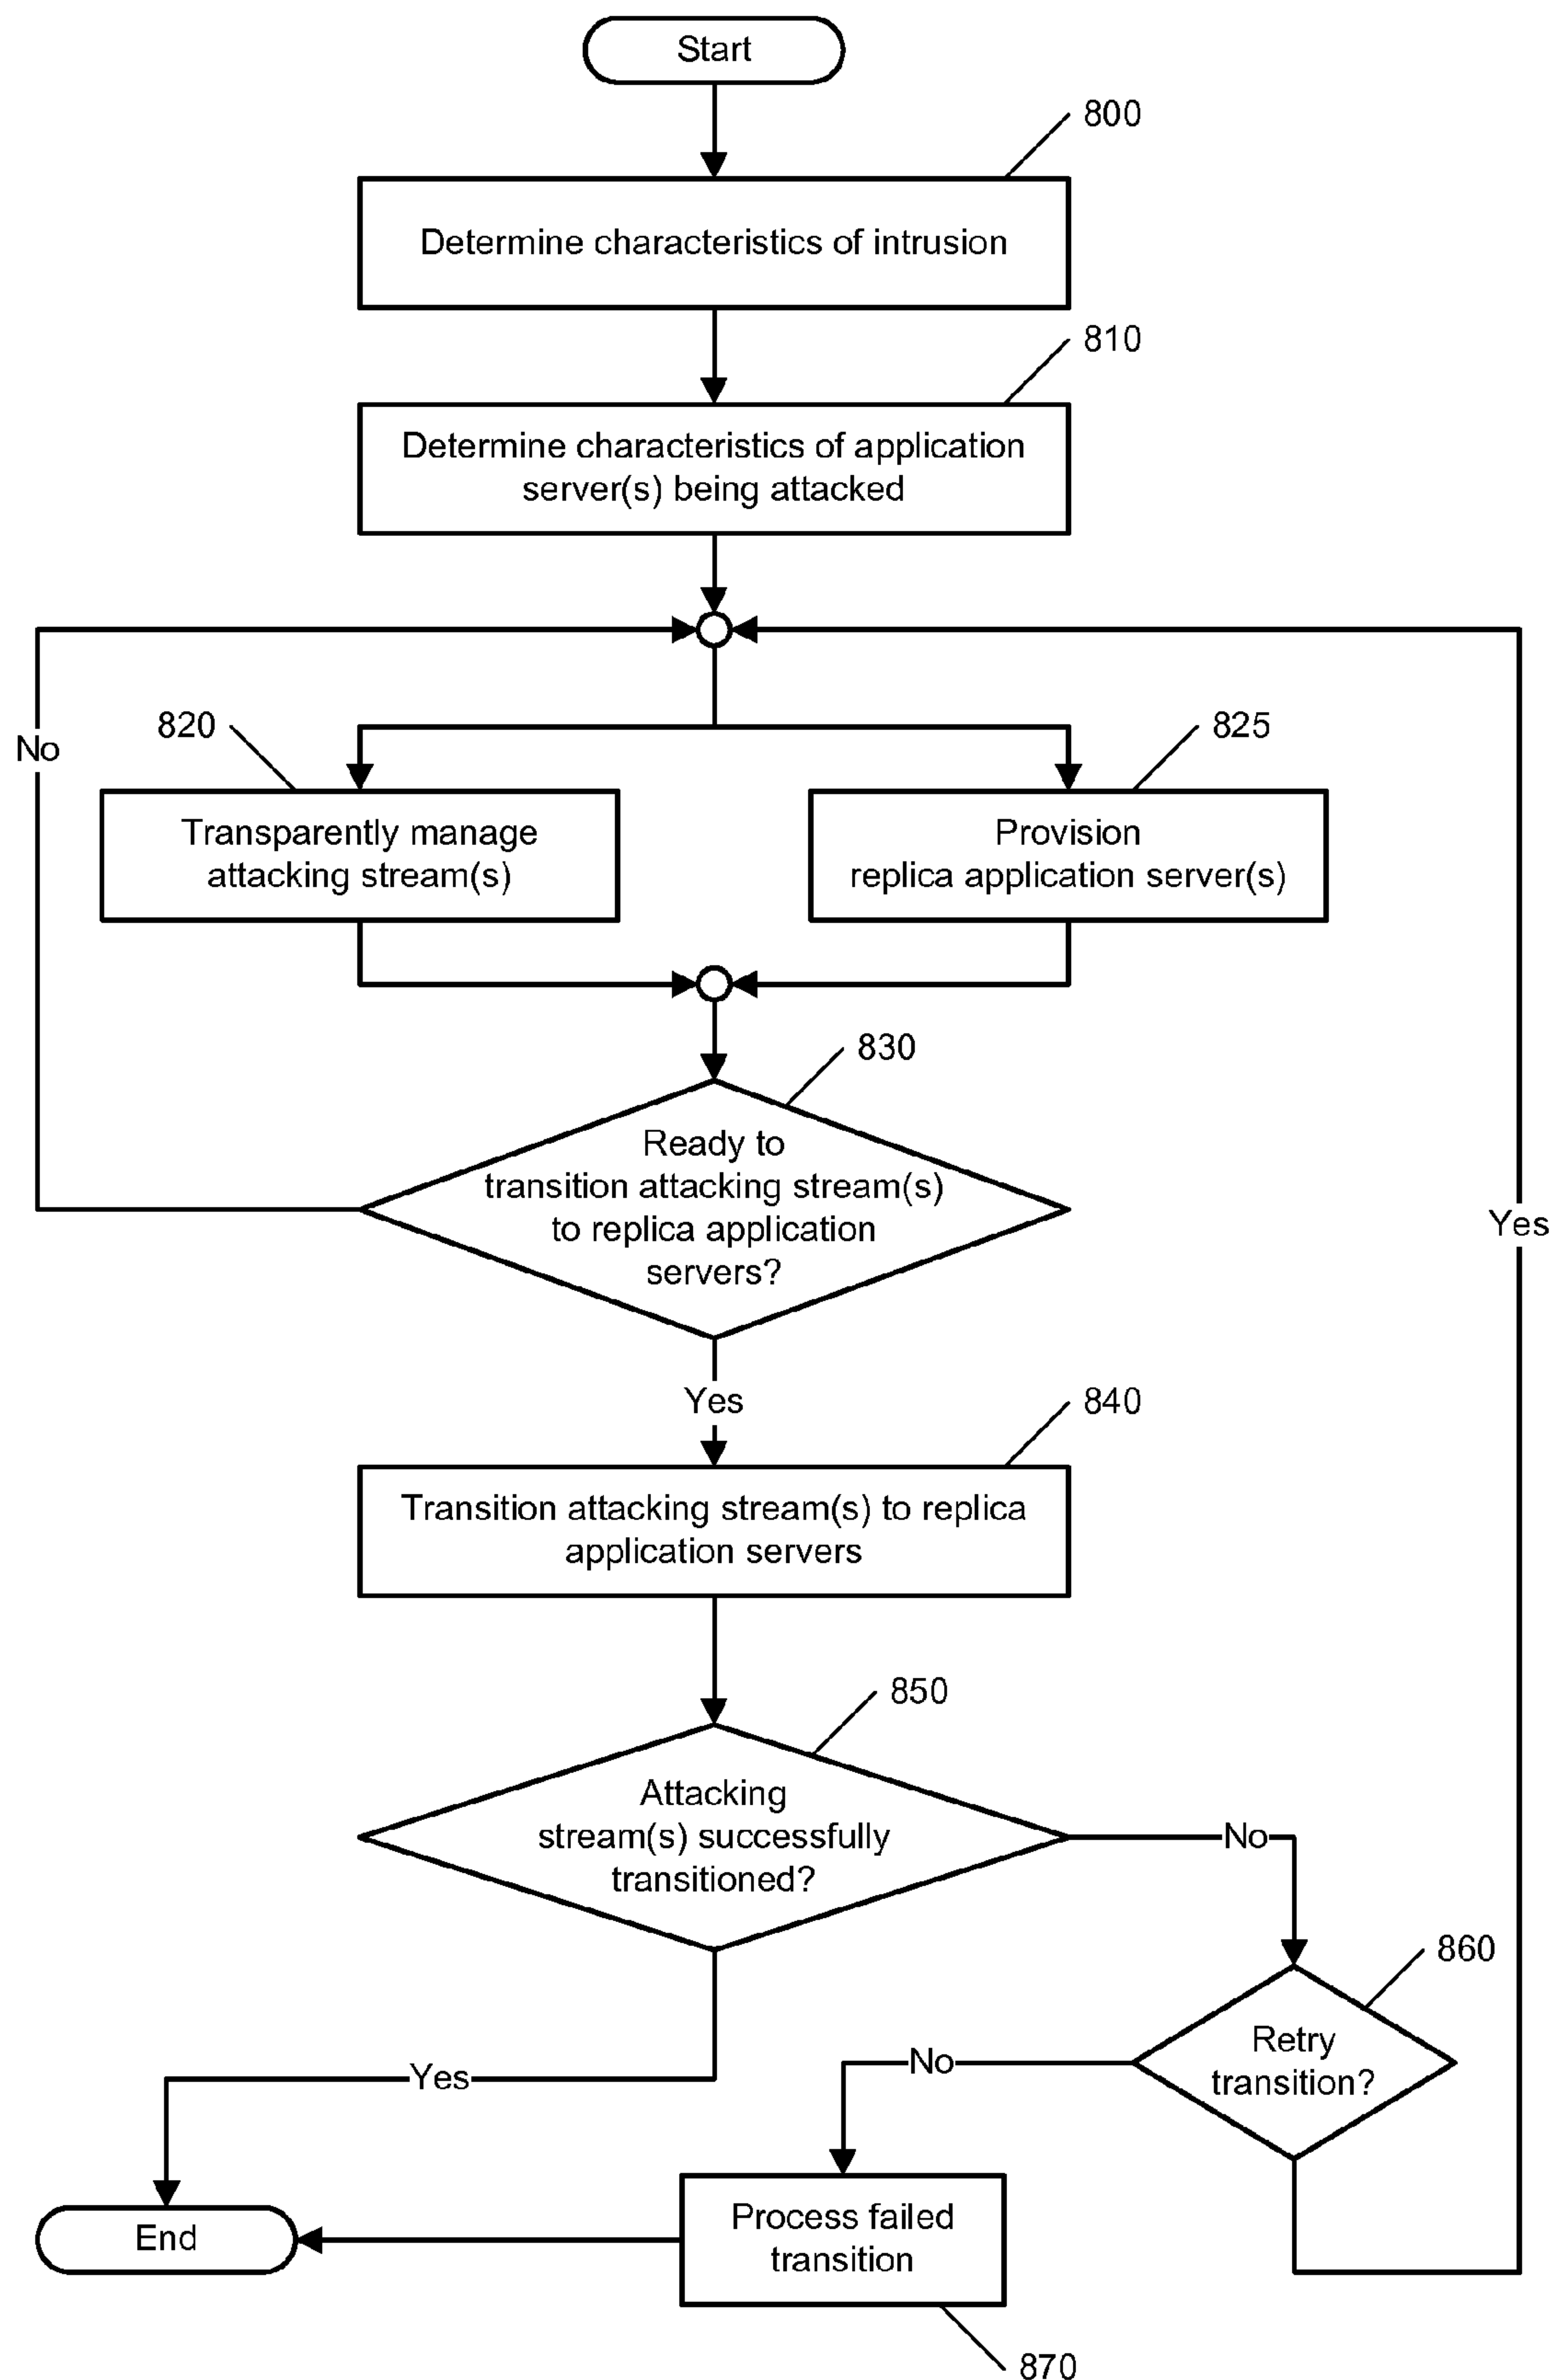 Start
800
Determine characteristics of intrusion
810
Determine characteristics of application
server(s) being attacked
No
820
825
Transparently manage
attacking stream(s)
Provision
replica application server(s)
830
Ready to
transition attacking stream(s)
to replica application
servers?
Yes
Yes
840
Transition attacking stream(s) to replica
application servers
850
Attacking
stream(s) successfully
transitioned?
No
860
Retry
transition?
No
Yes
Process failed
transition
End
870